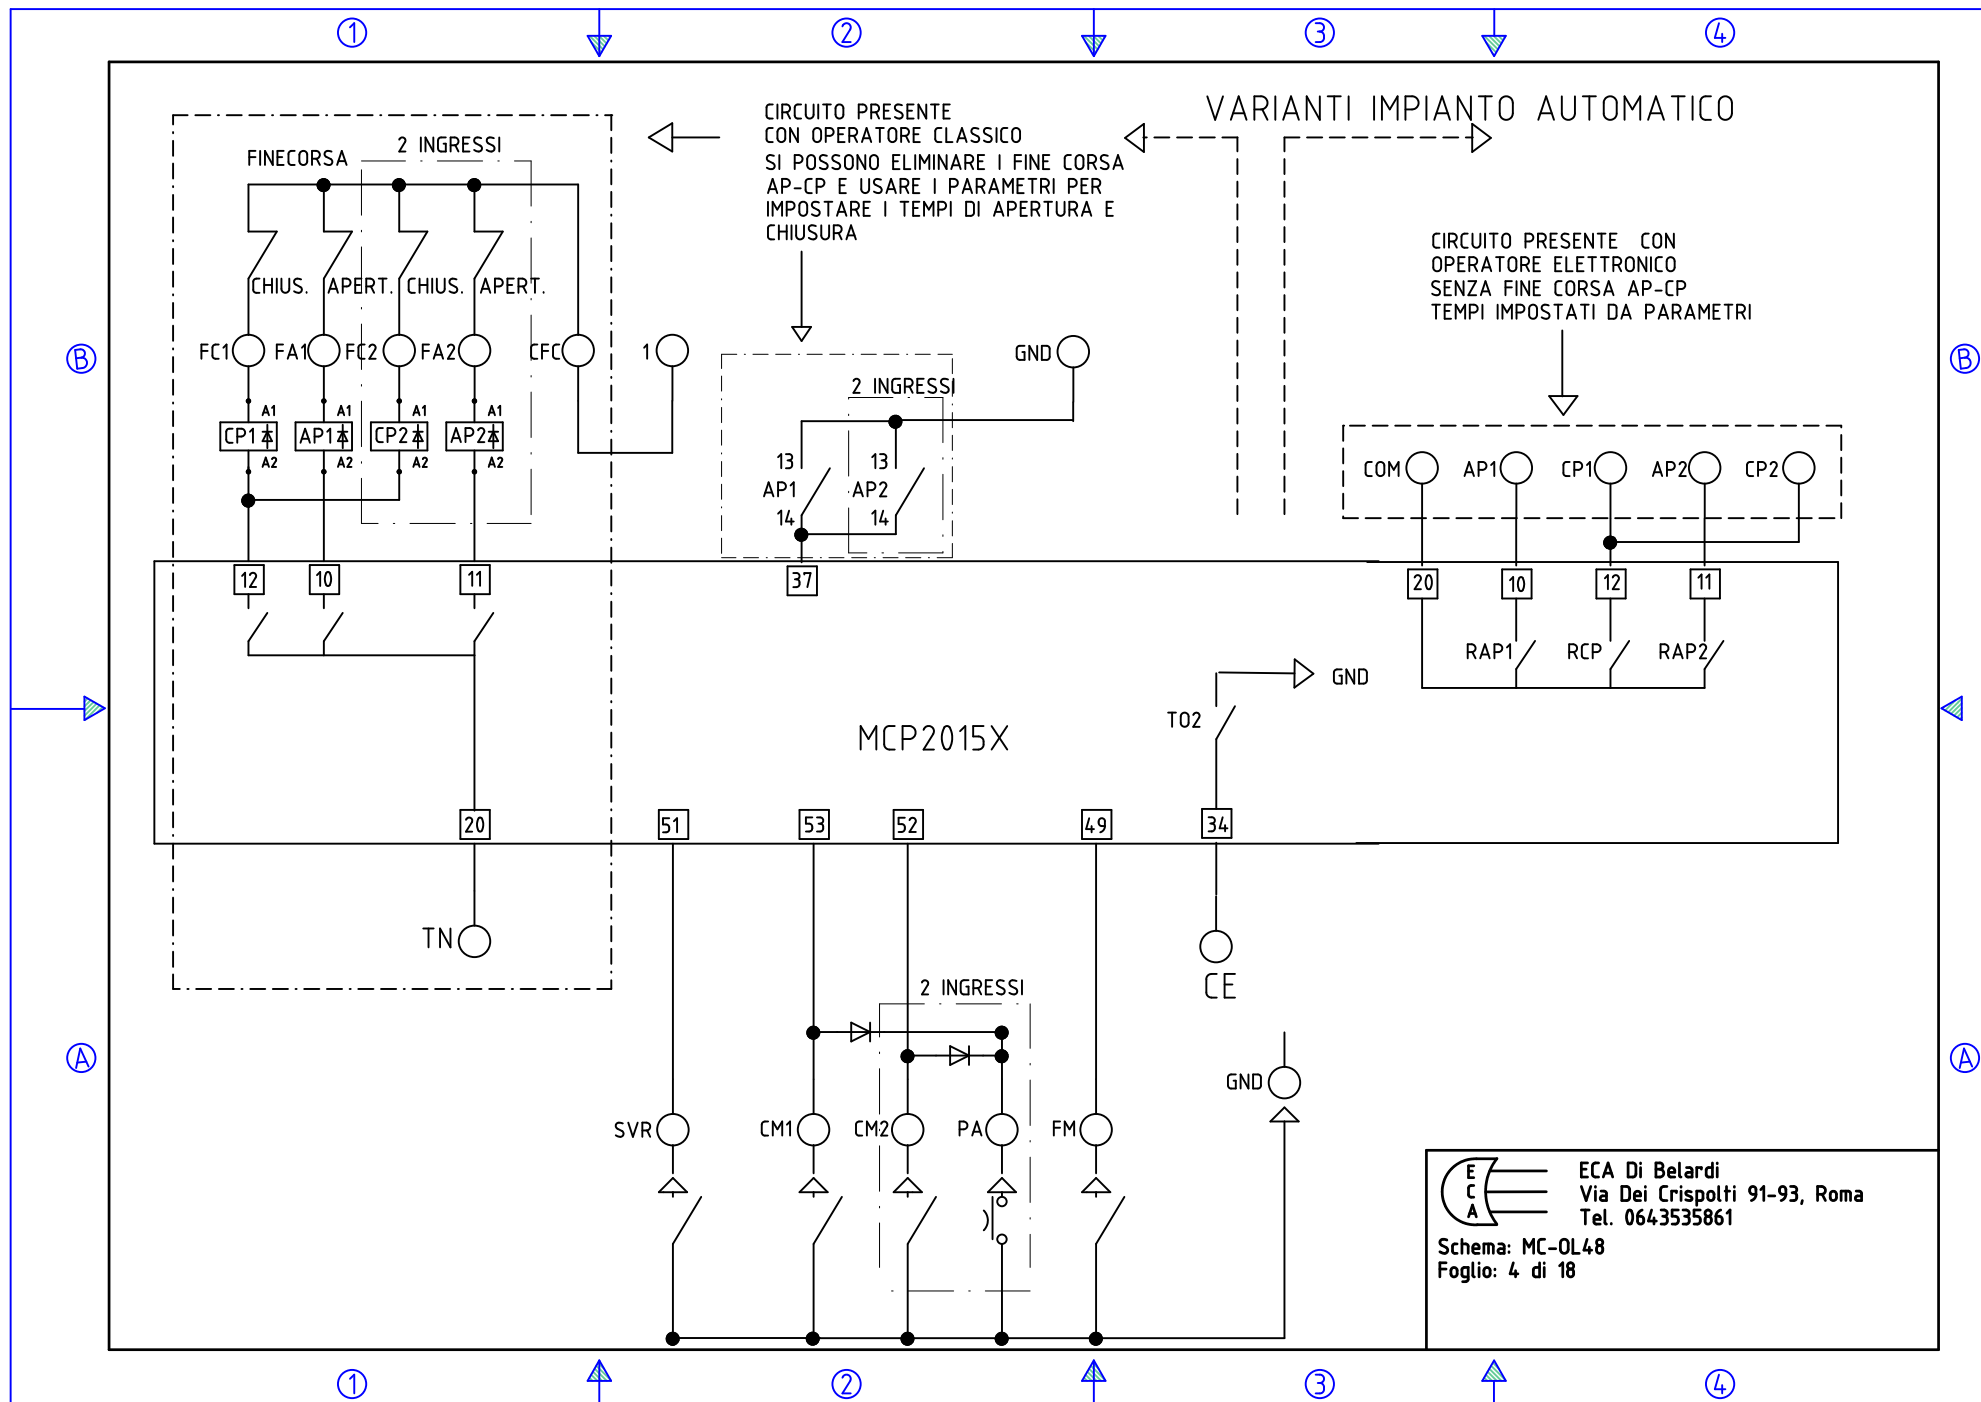 1 2 3 4
VARIANTI IMPIANTO AUTOMATICO
CIRCUITO PRESENTE
CON OPERATORE CLASSICO
SI POSSONO ELIMINARE I FINE CORSA
AP-CP E USARE I PARAMETRI PER
IMPOSTARE I TEMPI DI APERTURA E
CHIUSURA
FINECORSA
2 INGRESSI
CHIUS. APERT. CHIUS. APERT.
CIRCUITO PRESENTE CON
OPERATORE ELETTRONICO
SENZA FINE CORSA AP-CP
TEMPI IMPOSTATI DA PARAMETRI
B
B
FC1 FA1 FC2 FA2 CFC 1
GND
2 INGRESSI
A1 A1 A1 A1
CP1 AP1 CP2 AP2
A2 A2 A2 A2
13 13
AP1 AP2
14 14
COM AP1 CP1 AP2 CP2
12 10 11 37 20 10 12 11
RAP1 RCP RAP2
GND
TO2
MCP2015X
20 51 53 52 49 34
TN
CE
2 INGRESSI
A
A
GND
SVR CM1 CM2 PA FM
E
C
A
ECA Di Belardi
Via Dei Crispolti 91-93, Roma
Tel. 0643535861
Schema: MC-OL48
Foglio: 4 di 18
1 2 3 4